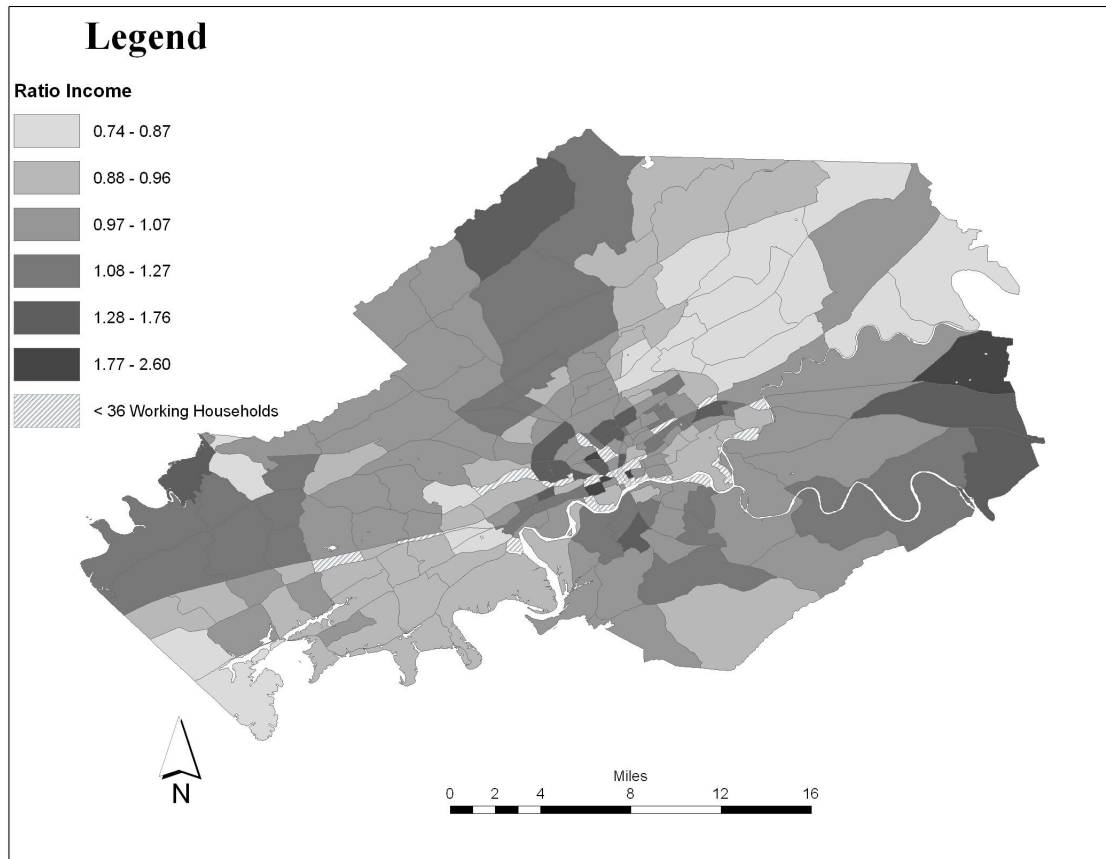 Legend
Ratio Income
0.74 - 0.87
0.88 - 0.96
0.97 - 1.07
1.08 - 1.27
1.28 - 1.76
1.77 - 2.60
< 36 Working Households
N
Miles
0 2 4 8 12 16